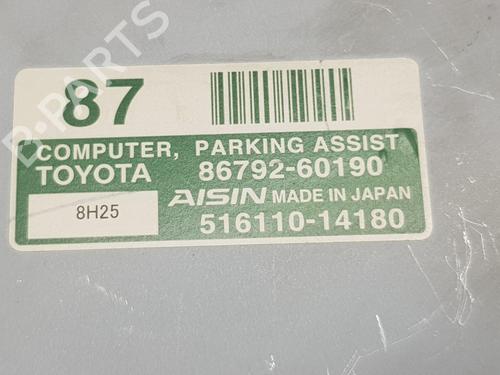 B-PARTS
87
COMPUTER, PARKING ASSIST
TOYOTA 86792-60190
8H25
AISIN MADE IN JAPAN
516110-14180